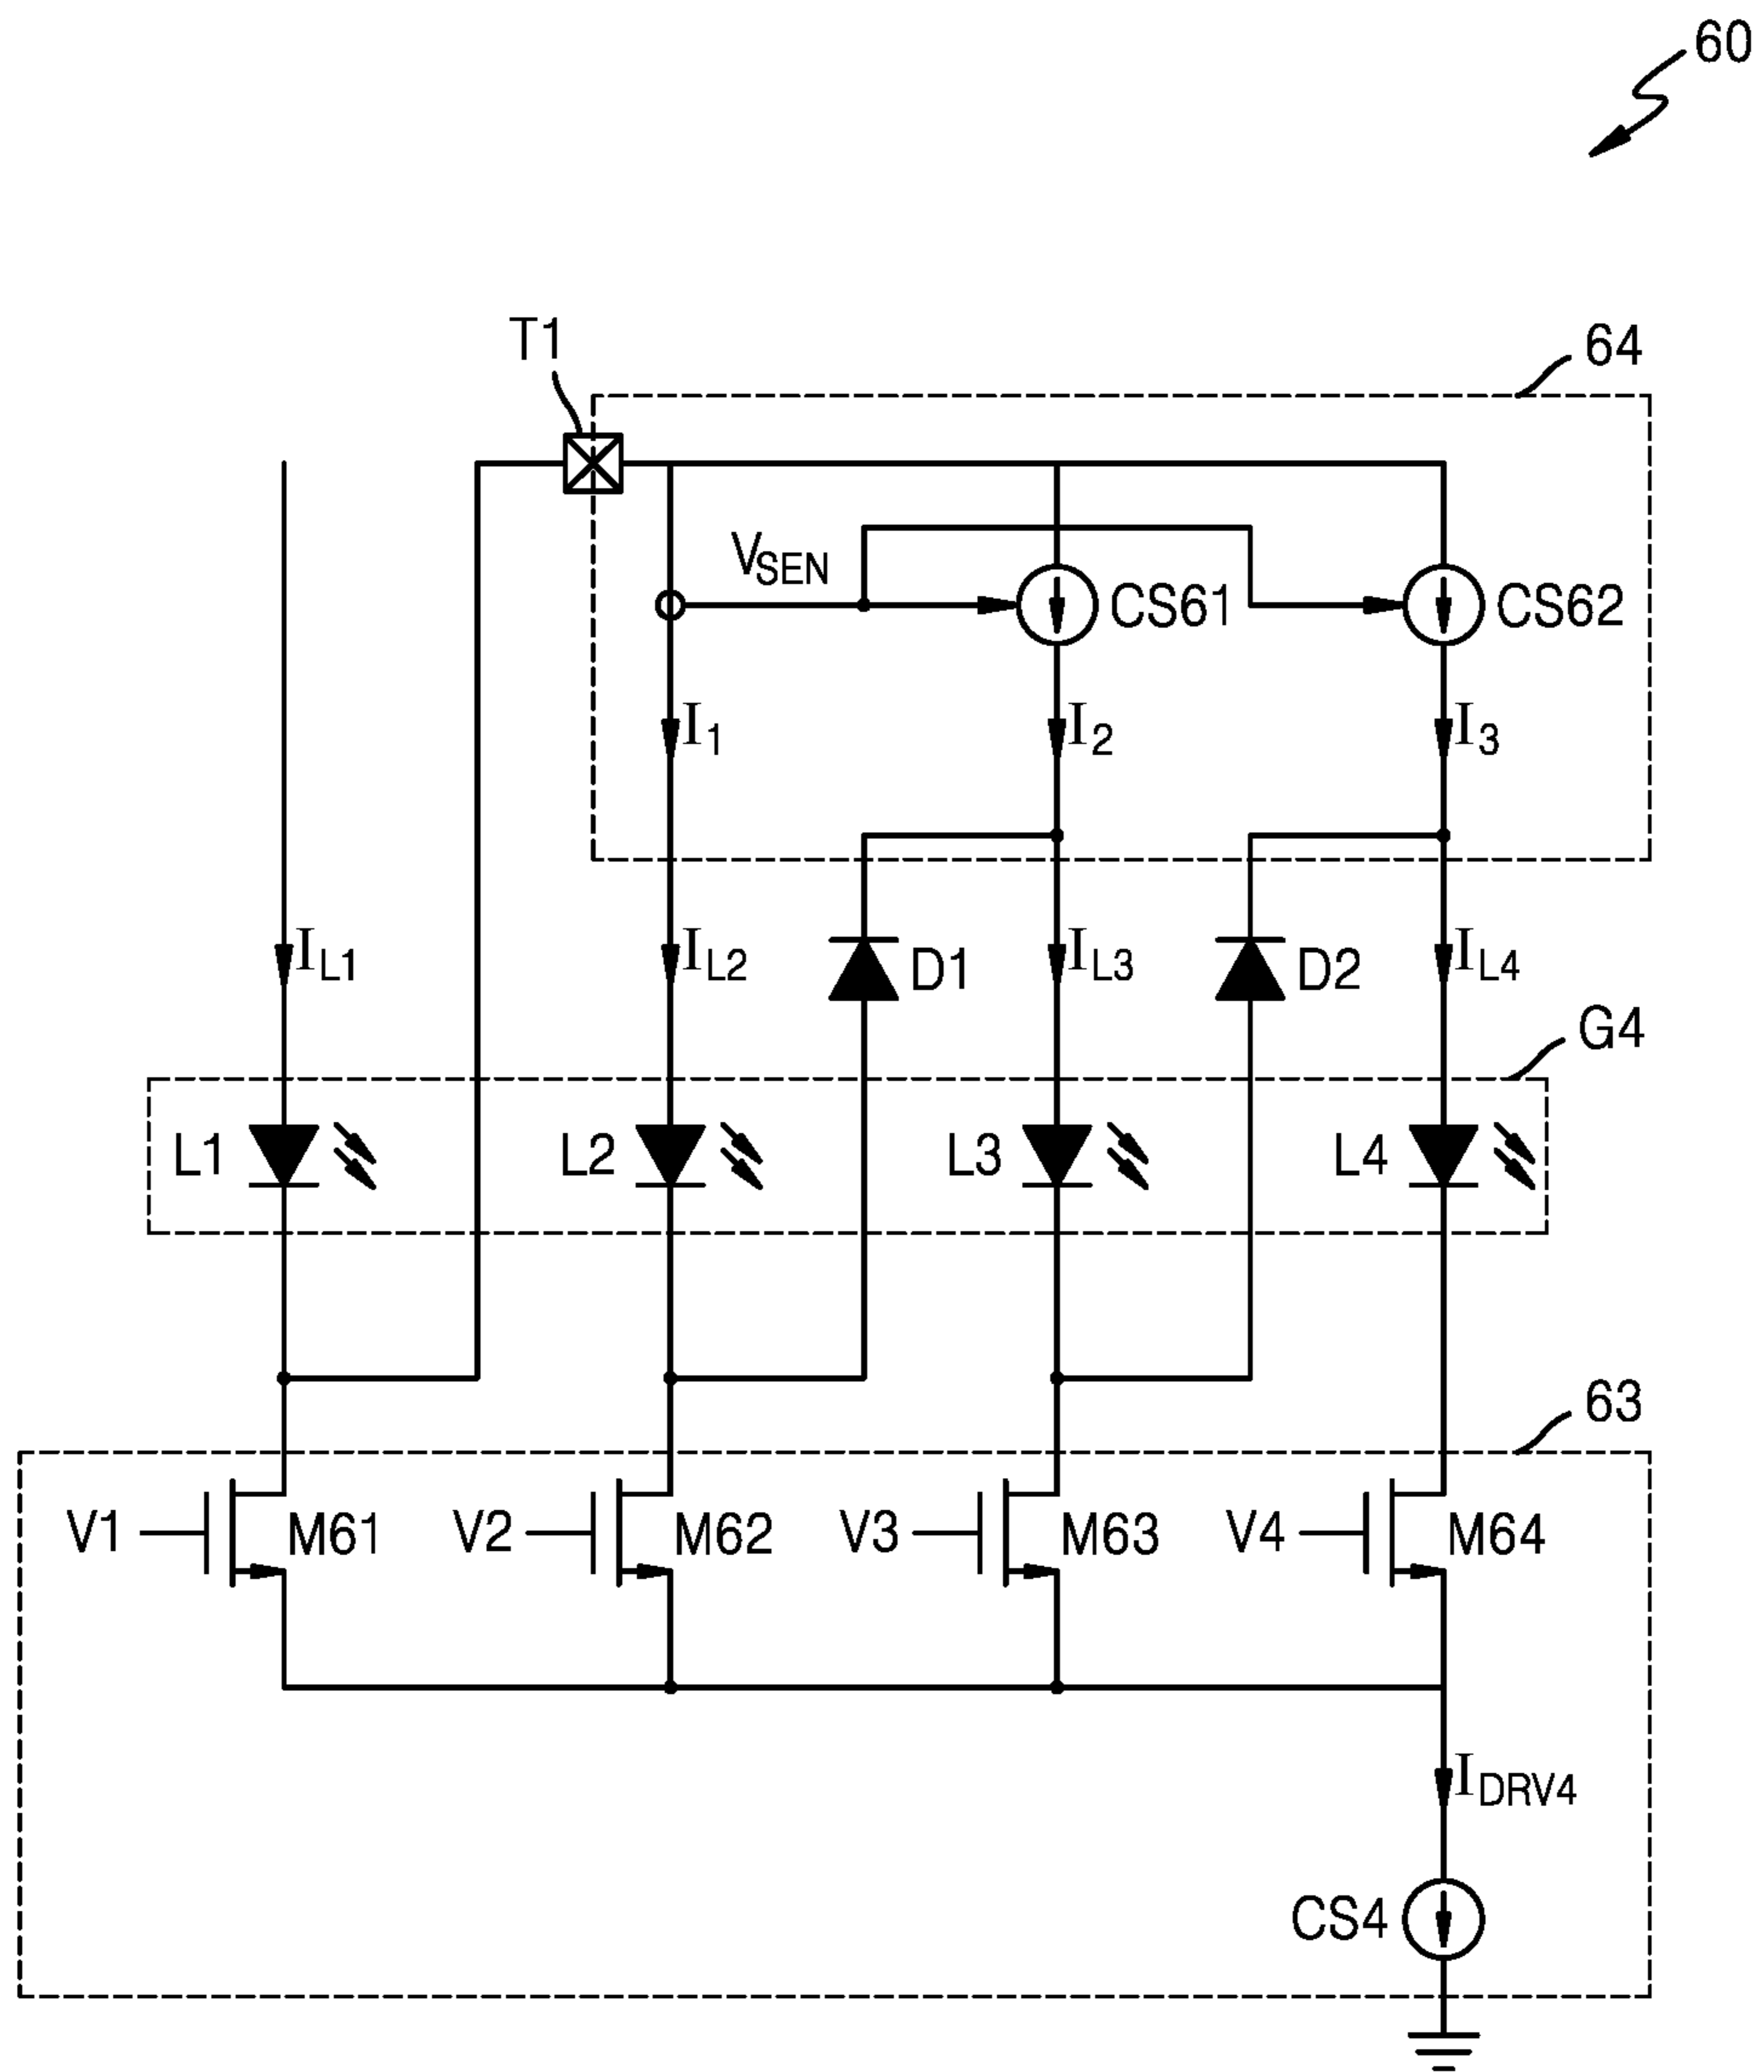 60
T1
64
VSEN
CS61
CS62
I1
I2
I3
IL1
IL2
D1
IL3
D2
IL4
G4
L1
L2
L3
L4
63
V1
M61
V2
M62
V3
M63
V4
M64
IDRV4
CS4